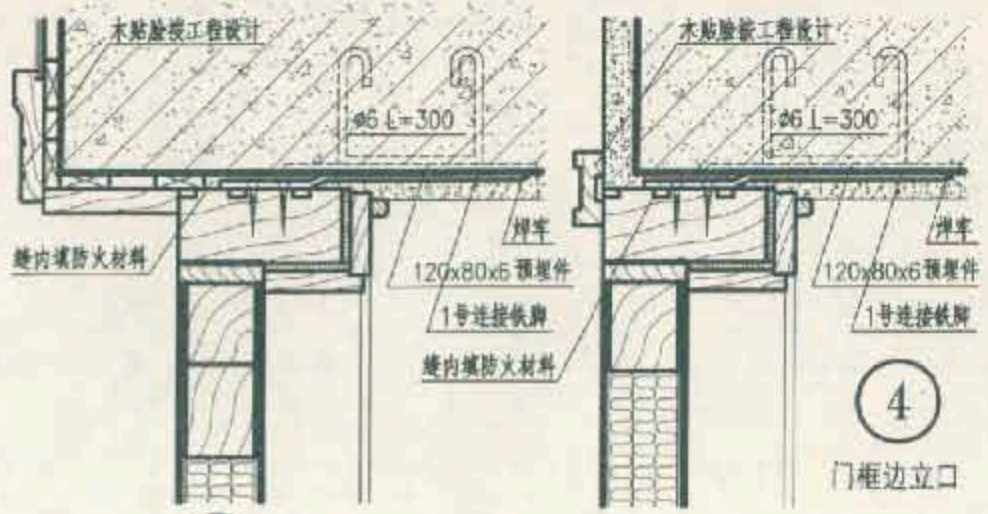 木贴脸按工程设计
ø6 L=300
缝内填防火材料
焊牢
120x80x6 预埋件
1号连接铁脚
木贴脸按工程设计
ø6 L=300
焊牢
120x80x6 预埋件
1号连接铁脚
缝内填防火材料
4
门框边立口